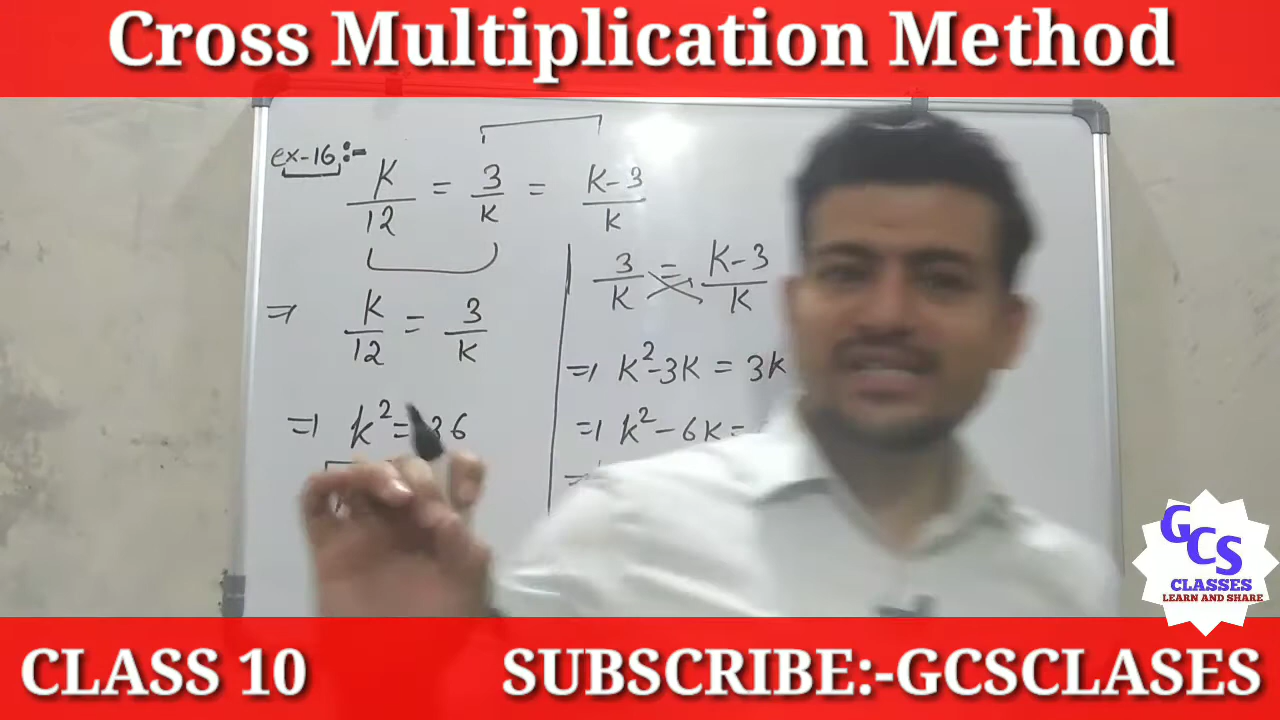 Cross Multiplication Method
ex-16:-
K/12 = 3/K = K-3/K
⇒ K/12 = 3/K
⇒ K² = 36
3/K = K-3/K
⇒ K²-3K = 3K
⇒ K²-6K =
⇒
GCS
CLASSES
LEARN AND SHARE
CLASS 10
SUBSCRIBE:-GCSCLASES